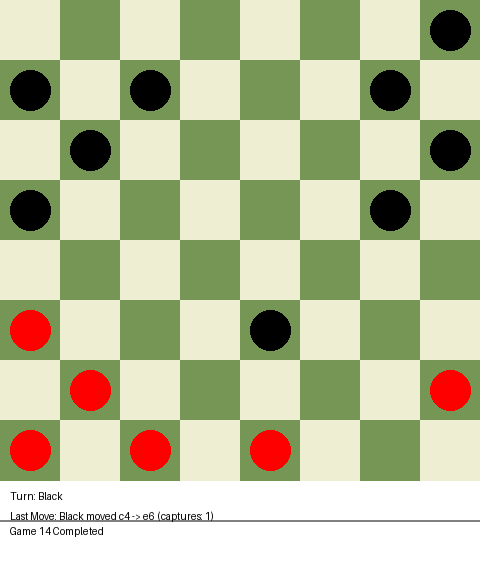 Turn: Black
Last Move: Black moved c4 -> e6 (captures: 1)
Game 14 Completed